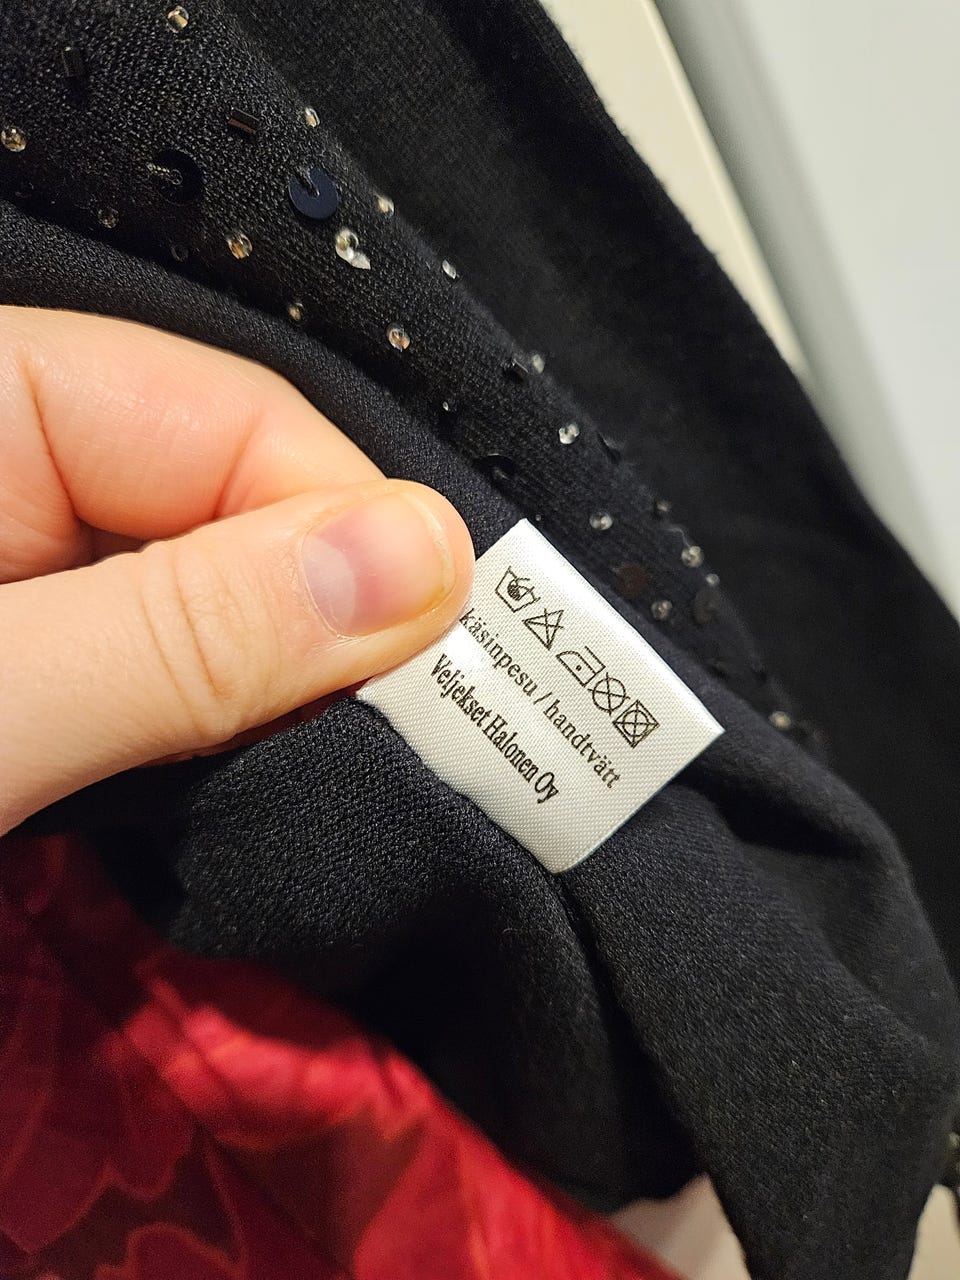 käsinpesu / handtvätt
Veljekset Halonen Oy